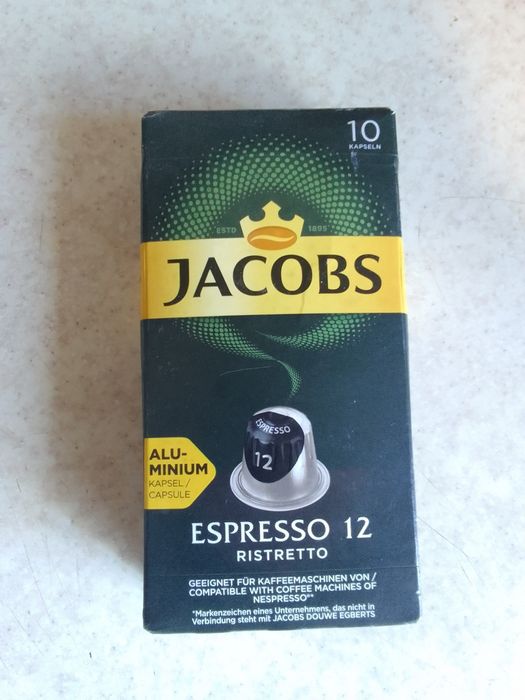 10
KAPSELN
ESTD 1895
JACOBS
ESPRESSO
12
ALU-
MINIUM
KAPSEL /
CAPSULE
ESPRESSO 12
RISTRETTO
GEEIGNET FÜR KAFFEEMASCHINEN VON /
COMPATIBLE WITH COFFEE MACHINES OF
NESPRESSO®*
*Markenzeichen eines Unternehmens, das nicht in
Verbindung steht mit JACOBS DOUWE EGBERTS